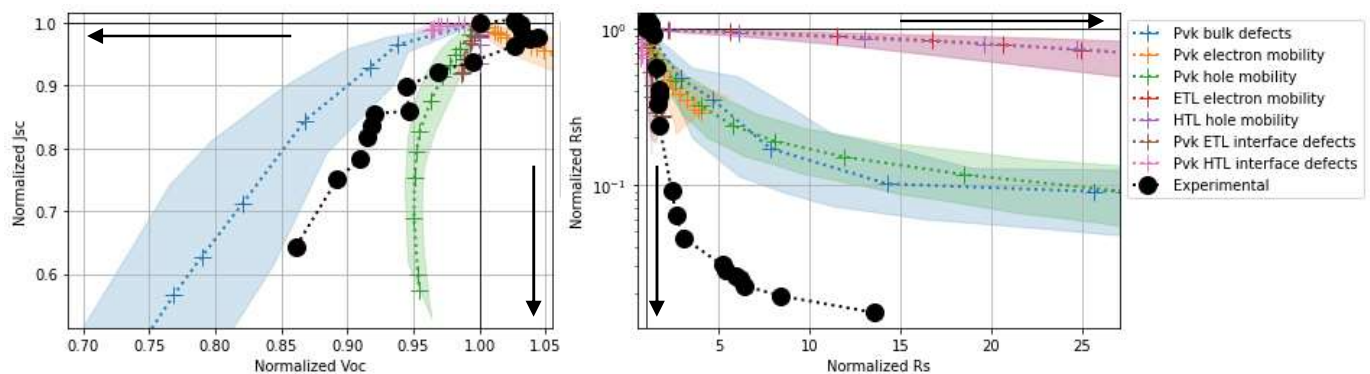 Normalized Jsc
1.0
0.9
0.8
0.7
0.6
0.70
0.75
0.80
0.85
0.90
0.95
1.00
1.05
Normalized Voc
Normalized Rsh
10⁰
10⁻¹
5
10
15
20
25
Normalized Rs
Pvk bulk defects
Pvk electron mobility
Pvk hole mobility
ETL electron mobility
HTL hole mobility
Pvk ETL interface defects
Pvk HTL interface defects
Experimental